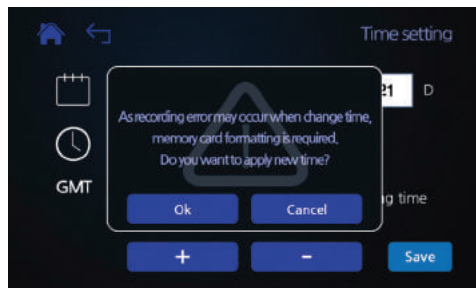 Time setting
21 D
As recording error may occur when change time,
memory card formatting is required,
Do you want to apply new time?
GMT
time
Ok Cancel
+ -
Save